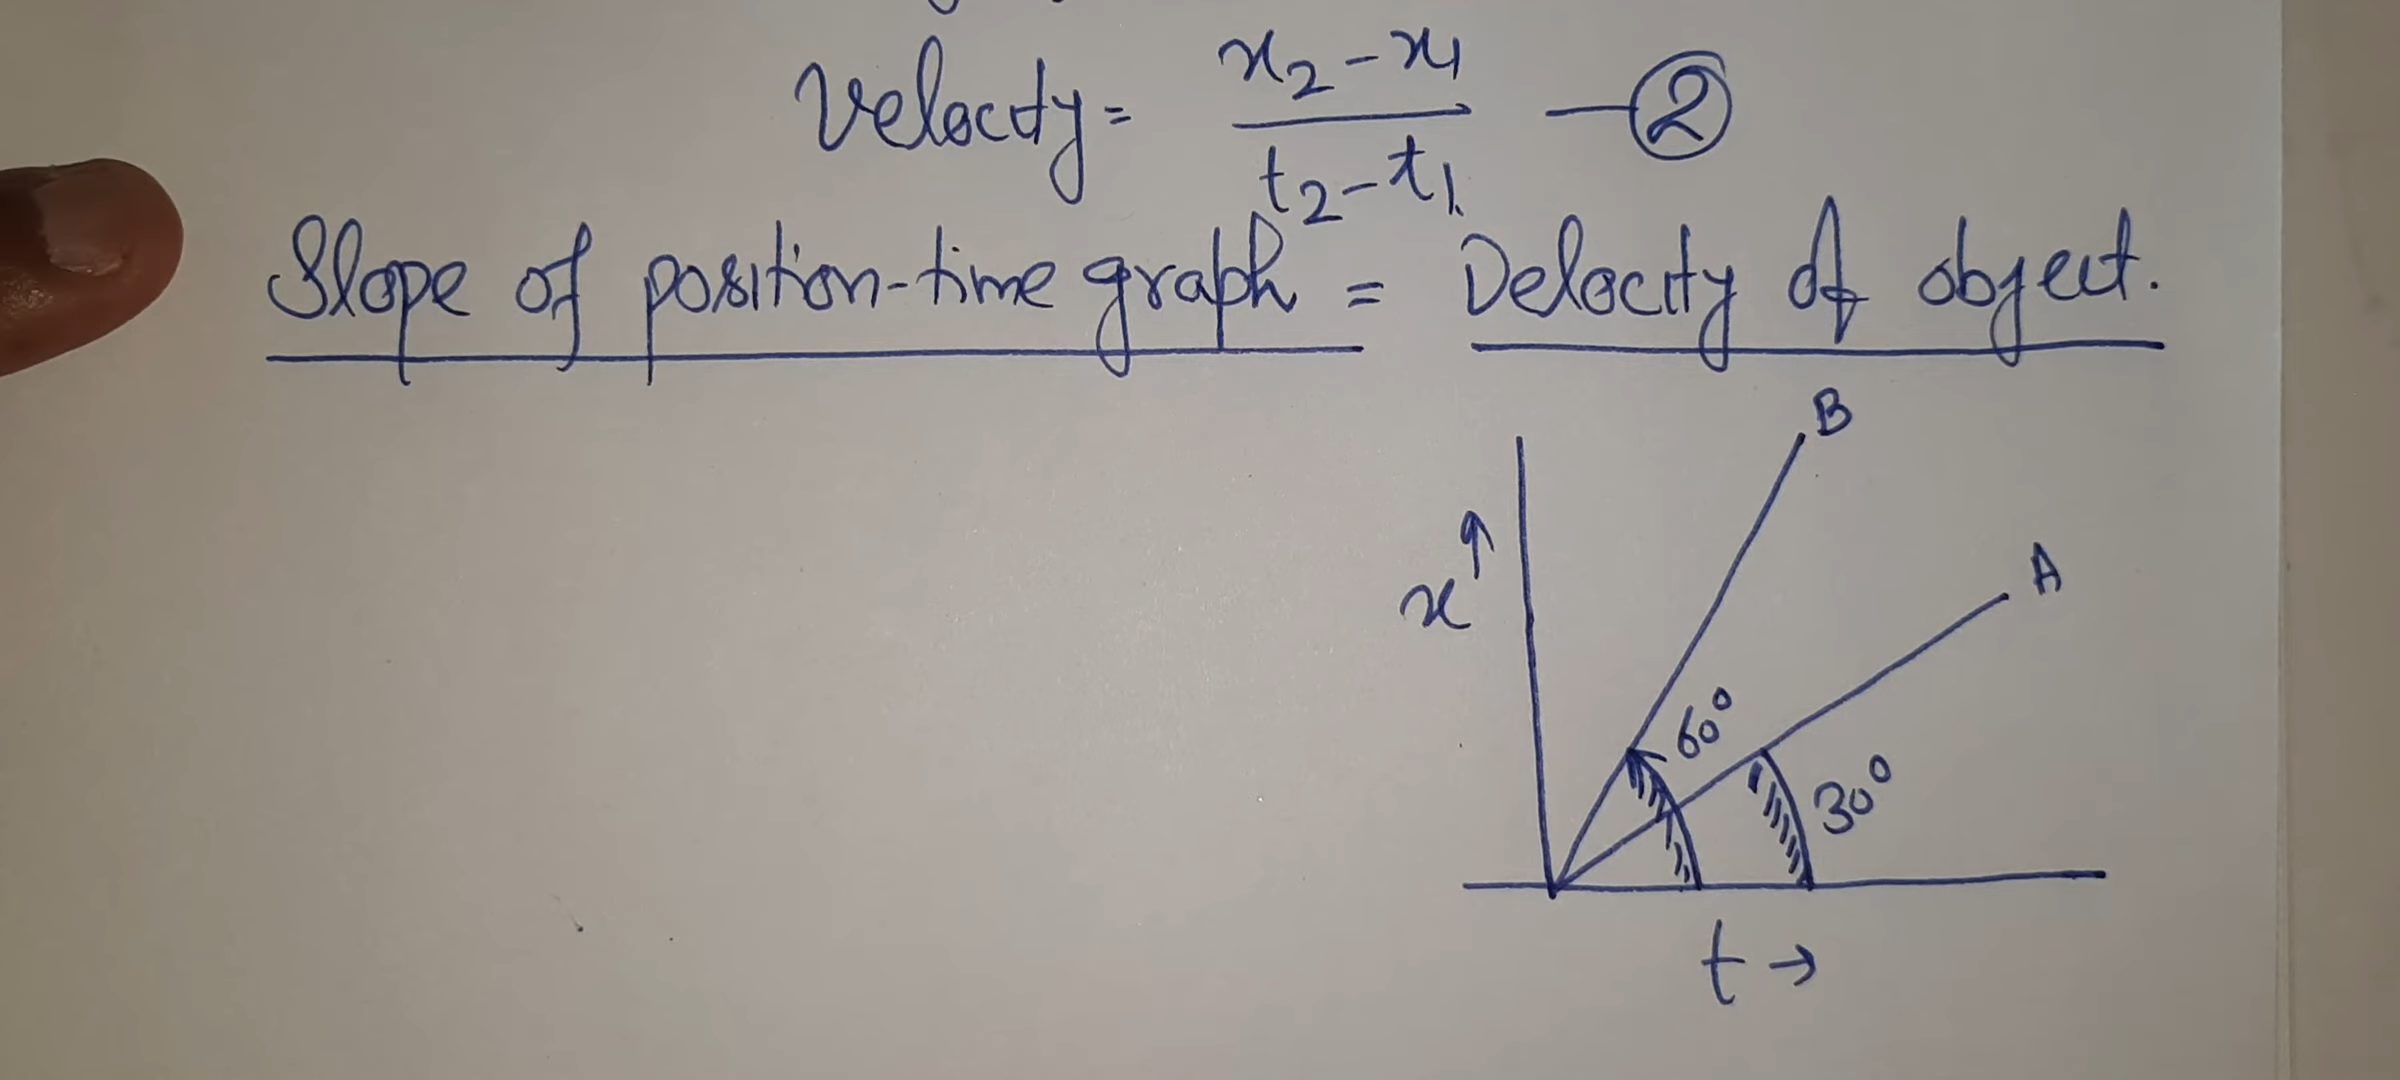 Velocity = x2 - x1 / t2 - t1 — 2
Slope of position-time graph = Velocity of object.
B
A
x ↑
60°
30°
t →